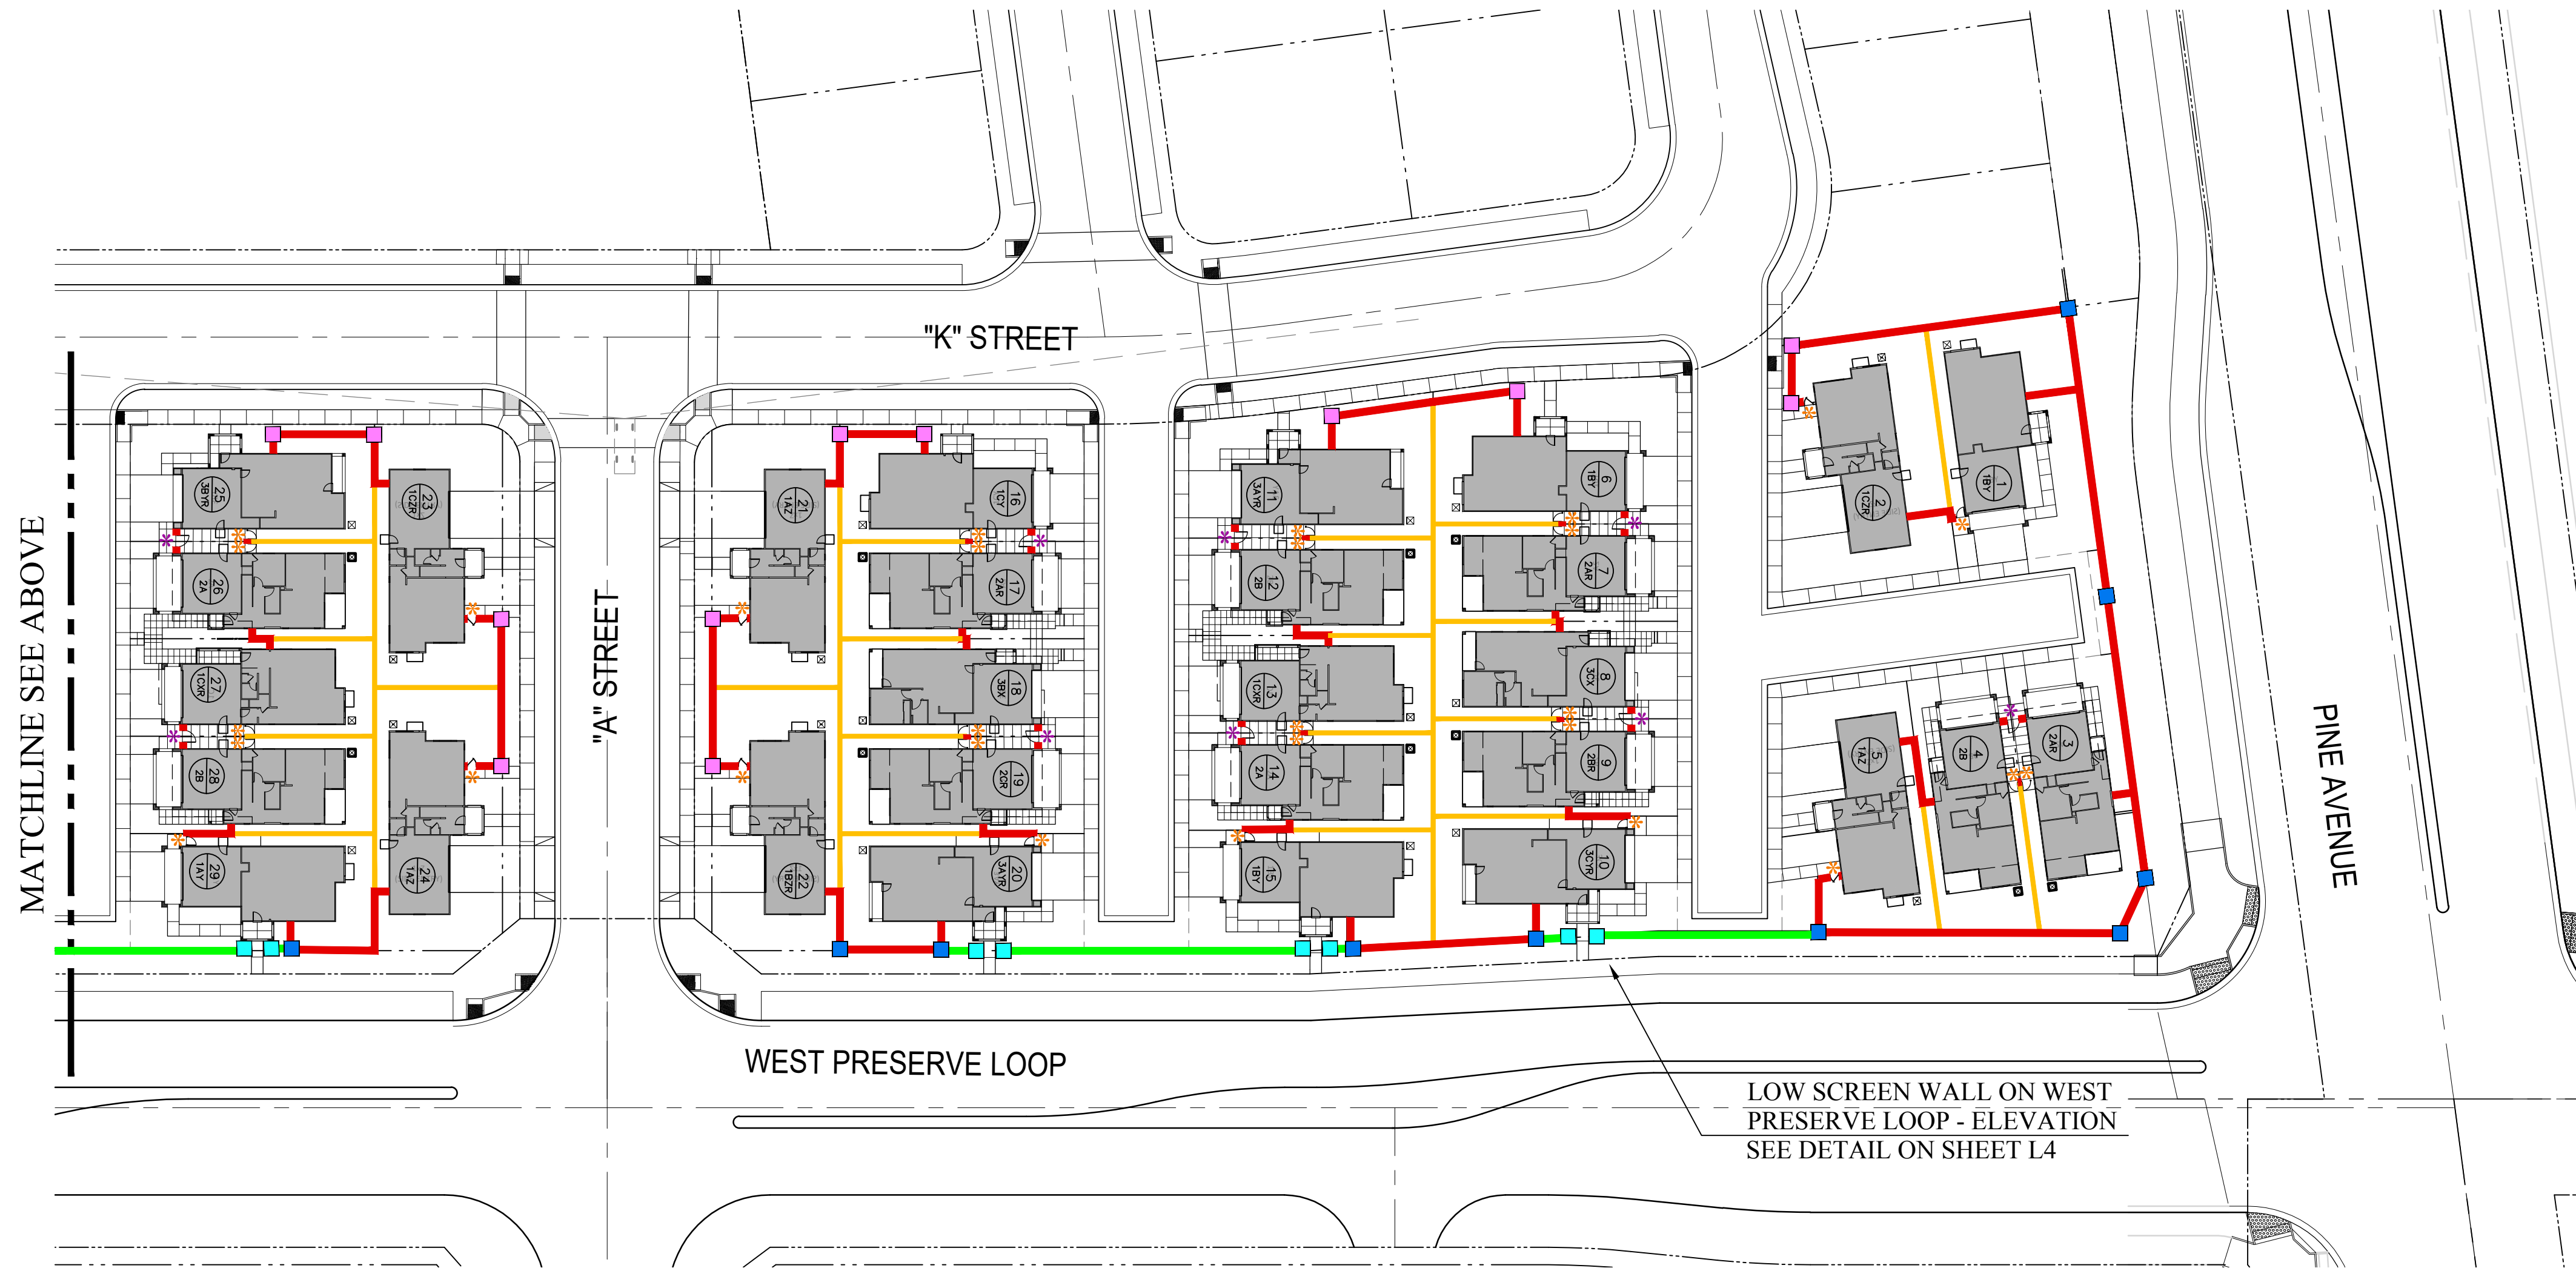 "K" STREET
"A" STREET
MATCHLINE SEE ABOVE
PINE AVENUE
WEST PRESERVE LOOP
LOW SCREEN WALL ON WEST
PRESERVE LOOP - ELEVATION
SEE DETAIL ON SHEET L4
25
3BYR
26
2A
27
1CXR
28
2B
29
1AY
23
1CZR
24
1AZ
21
1AZ
22
1BZR
16
1CY
17
2AR
18
3BX
19
2CR
20
3AYR
11
3AYR
12
2B
13
1CXR
14
2A
15
1BY
6
1BY
7
2AR
8
3CX
9
2BR
10
3CYR
2
1CZR
1
1BY
5
1AZ
4
2B
3
2AR